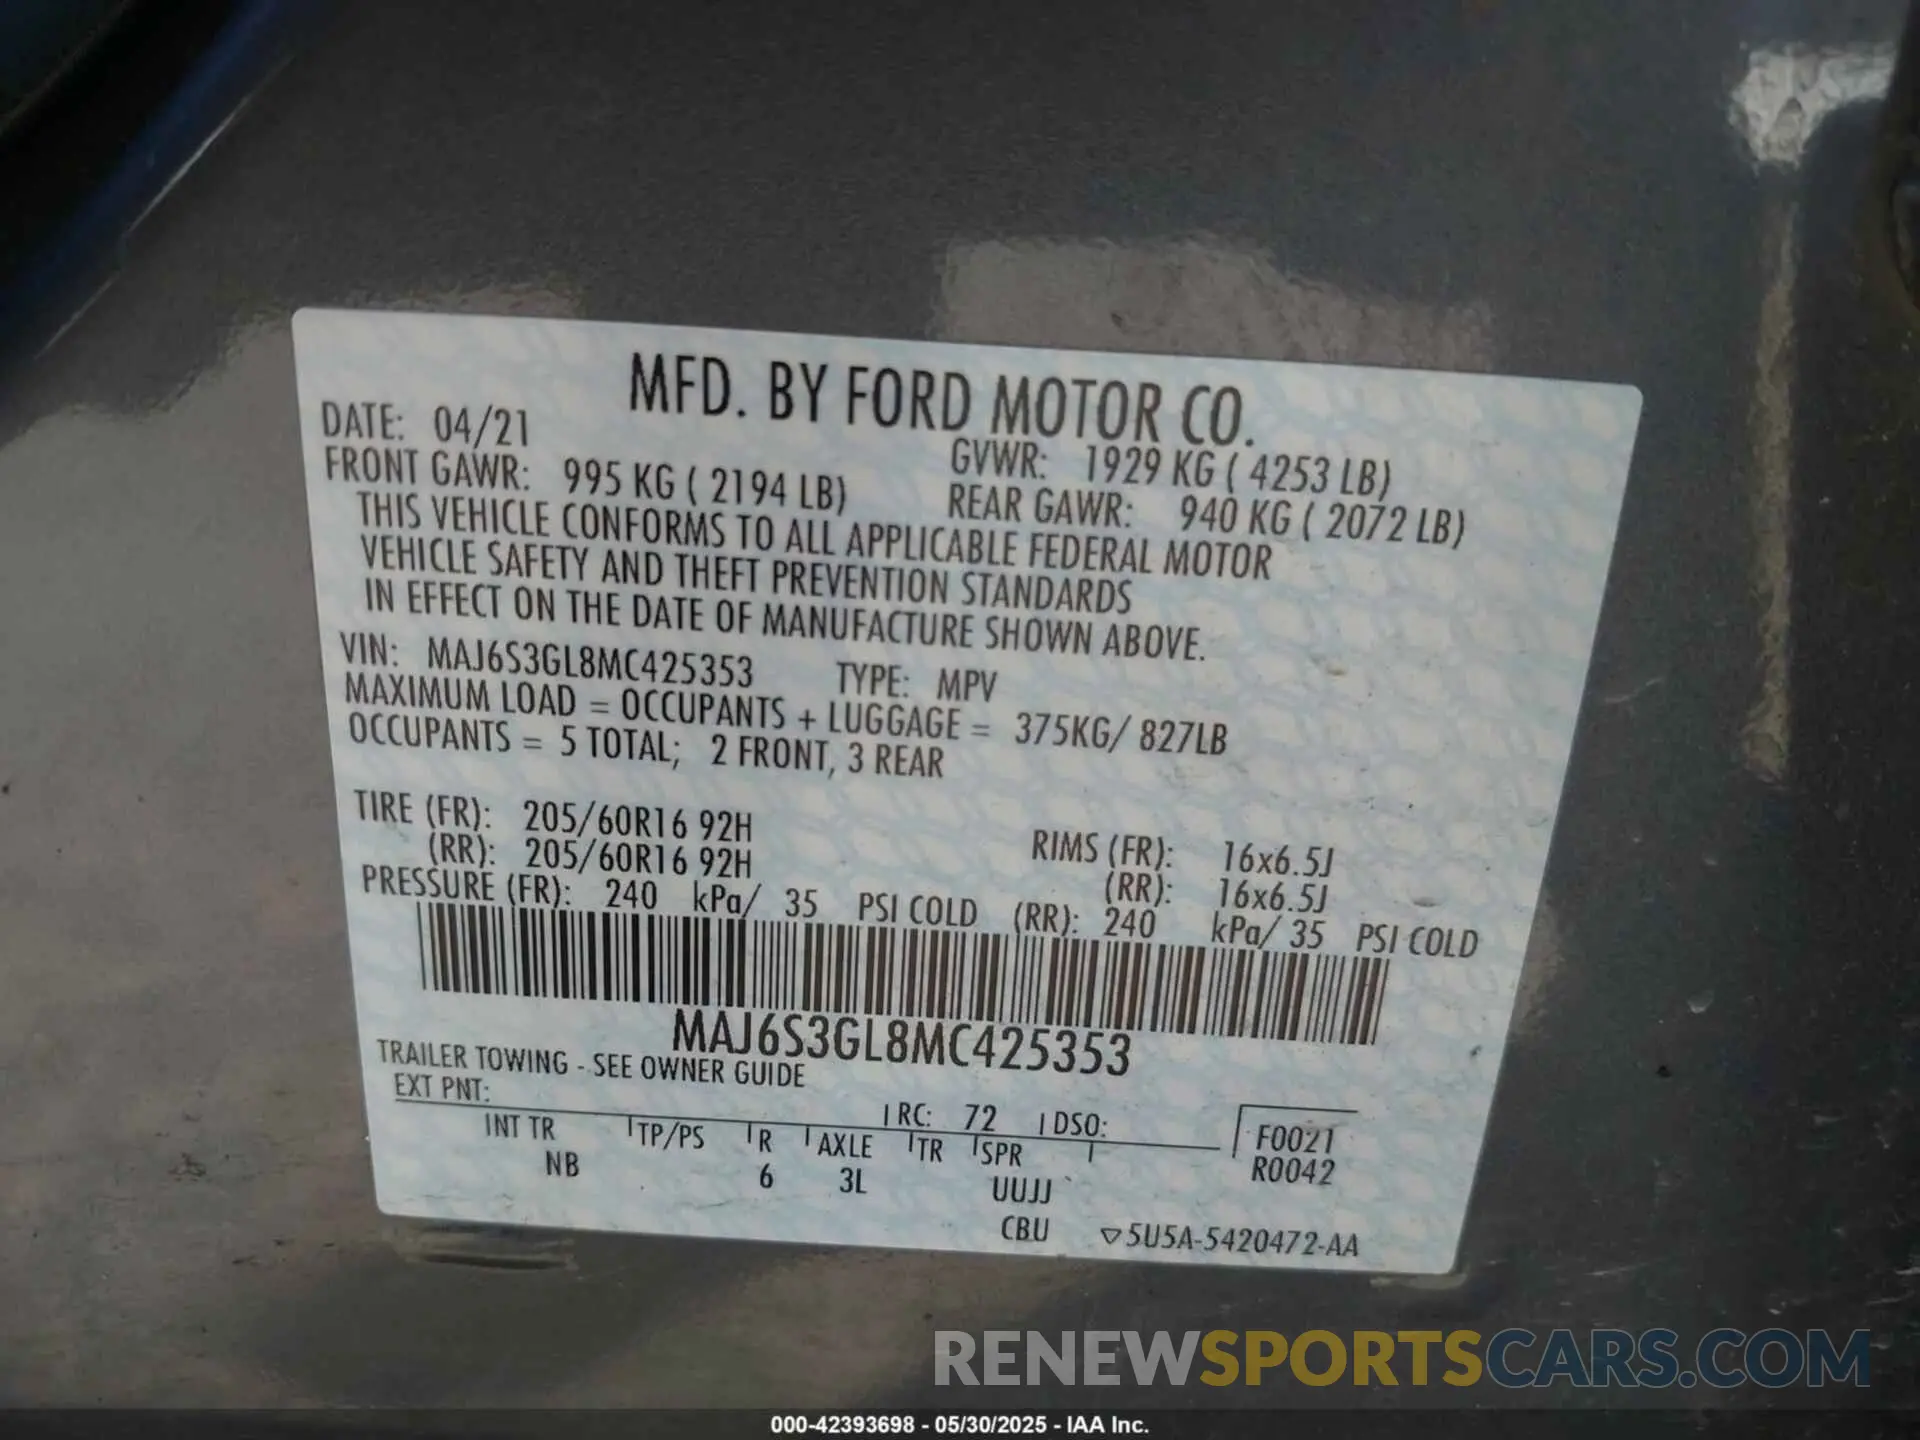 MFD. BY FORD MOTOR CO.
DATE: 04/21 GVWR: 1929 KG ( 4253 LB)
FRONT GAWR: 995 KG ( 2194 LB) REAR GAWR: 940 KG ( 2072 LB)
THIS VEHICLE CONFORMS TO ALL APPLICABLE FEDERAL MOTOR
VEHICLE SAFETY AND THEFT PREVENTION STANDARDS
IN EFFECT ON THE DATE OF MANUFACTURE SHOWN ABOVE.
VIN: MAJ6S3GL8MC425353 TYPE: MPV
MAXIMUM LOAD = OCCUPANTS + LUGGAGE = 375KG/ 827LB
OCCUPANTS = 5 TOTAL; 2 FRONT, 3 REAR
TIRE (FR): 205/60R16 92H RIMS (FR): 16x6.5J
(RR): 205/60R16 92H (RR): 16x6.5J
PRESSURE (FR): 240 kPa/ 35 PSI COLD (RR): 240 kPa/ 35 PSI COLD
MAJ6S3GL8MC425353
TRAILER TOWING - SEE OWNER GUIDE
EXT PNT: RC: 72 DSO:
INT TR TP/PS R AXLE TR SPR F0021
NB 6 3L UUJJ R0042
CBU 5U5A-5420472-AA
RENEWSPORTSCARS.COM
000-42393698 - 05/30/2025 - IAA Inc.